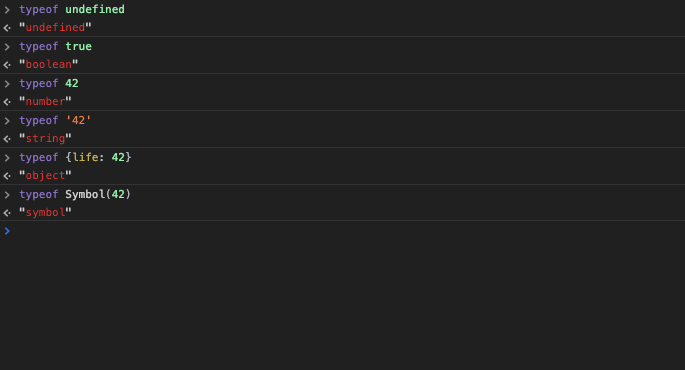 typeof undefined
"undefined"
typeof true
"boolean"
typeof 42
"number"
typeof '42'
"string"
typeof {life: 42}
"object"
typeof Symbol(42)
"symbol"